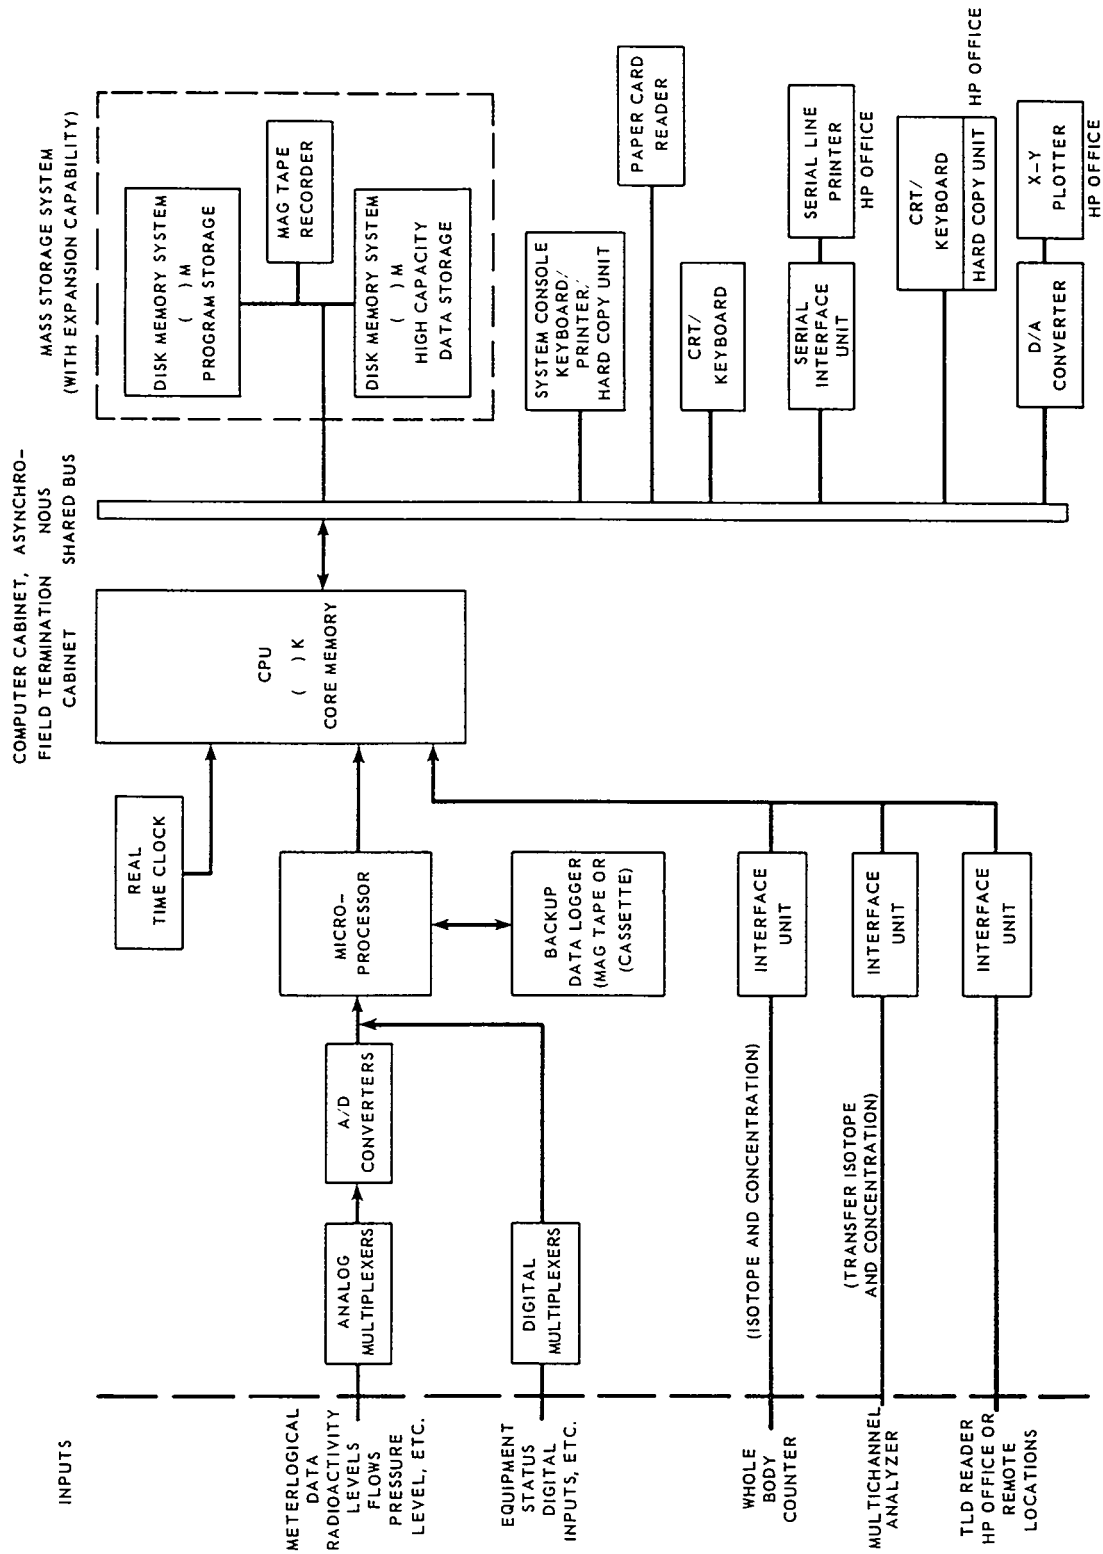 INPUTS
METERLOGICAL
DATA
RADIOACTIVITY
LEVELS
FLOWS
PRESSURE
LEVEL, ETC.
EQUIPMENT
STATUS
DIGITAL
INPUTS, ETC.
WHOLE
BODY
COUNTER
MULTICHANNEL
ANALYZER
TLD READER
HP OFFICE OR
REMOTE
LOCATIONS
ANALOG
MULTIPLEXERS
DIGITAL
MULTIPLEXERS
(ISOTOPE AND CONCENTRATION)
(TRANSFER ISOTOPE
AND CONCENTRATION)
A/D
CONVERTERS
REAL
TIME CLOCK
MICRO-
PROCESSOR
BACKUP
DATA LOGGER
(MAG TAPE OR
(CASSETTE)
INTERFACE
UNIT
INTERFACE
UNIT
INTERFACE
UNIT
COMPUTER CABINET,
FIELD TERMINATION
CABINET
CPU
( ) K
CORE MEMORY
ASYNCHRO-
NOUS
SHARED BUS
MASS STORAGE SYSTEM
(WITH EXPANSION CAPABILITY)
DISK MEMORY SYSTEM
( ) M
PROGRAM STORAGE
MAG TAPE
RECORDER
DISK MEMORY SYSTEM
( ) M
HIGH CAPACITY
DATA STORAGE
SYSTEM CONSOLE
KEYBOARD/
PRINTER/
HARD COPY UNIT
PAPER CARD
READER
CRT/
KEYBOARD
SERIAL
INTERFACE
UNIT
SERIAL LINE
PRINTER
HP OFFICE
CRT/
KEYBOARD
HARD COPY UNIT
HP OFFICE
D/A
CONVERTER
X-Y
PLOTTER
HP OFFICE